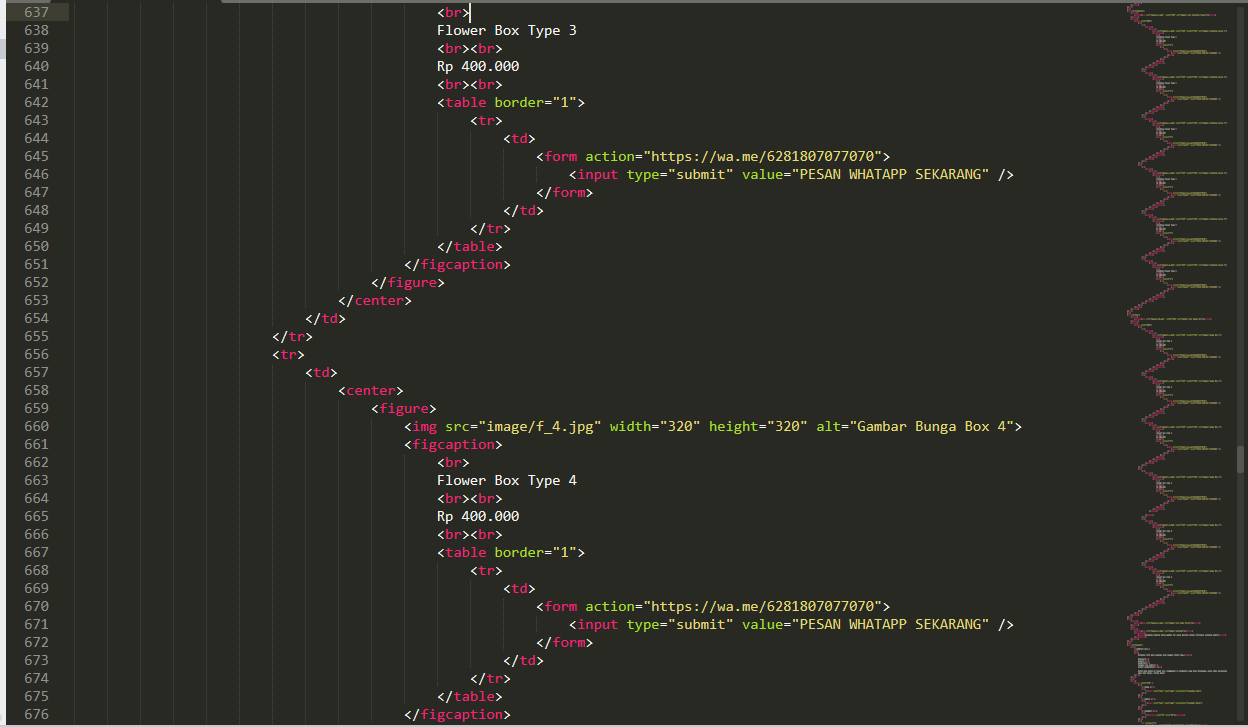 637 <br>
638 Flower Box Type 3
639 <br><br>
640 Rp 400.000
641 <br><br>
642 <table border="1">
643 <tr>
644 <td>
645 <form action="https://wa.me/6281807077070">
646 <input type="submit" value="PESAN WHATAPP SEKARANG" />
647 </form>
648 </td>
649 </tr>
650 </table>
651 </figcaption>
652 </figure>
653 </center>
654 </td>
655 </tr>
656 <tr>
657 <td>
658 <center>
659 <figure>
660 <img src="image/f_4.jpg" width="320" height="320" alt="Gambar Bunga Box 4">
661 <figcaption>
662 <br>
663 Flower Box Type 4
664 <br><br>
665 Rp 400.000
666 <br><br>
667 <table border="1">
668 <tr>
669 <td>
670 <form action="https://wa.me/6281807077070">
671 <input type="submit" value="PESAN WHATAPP SEKARANG" />
672 </form>
673 </td>
674 </tr>
675 </table>
676 </figcaption>